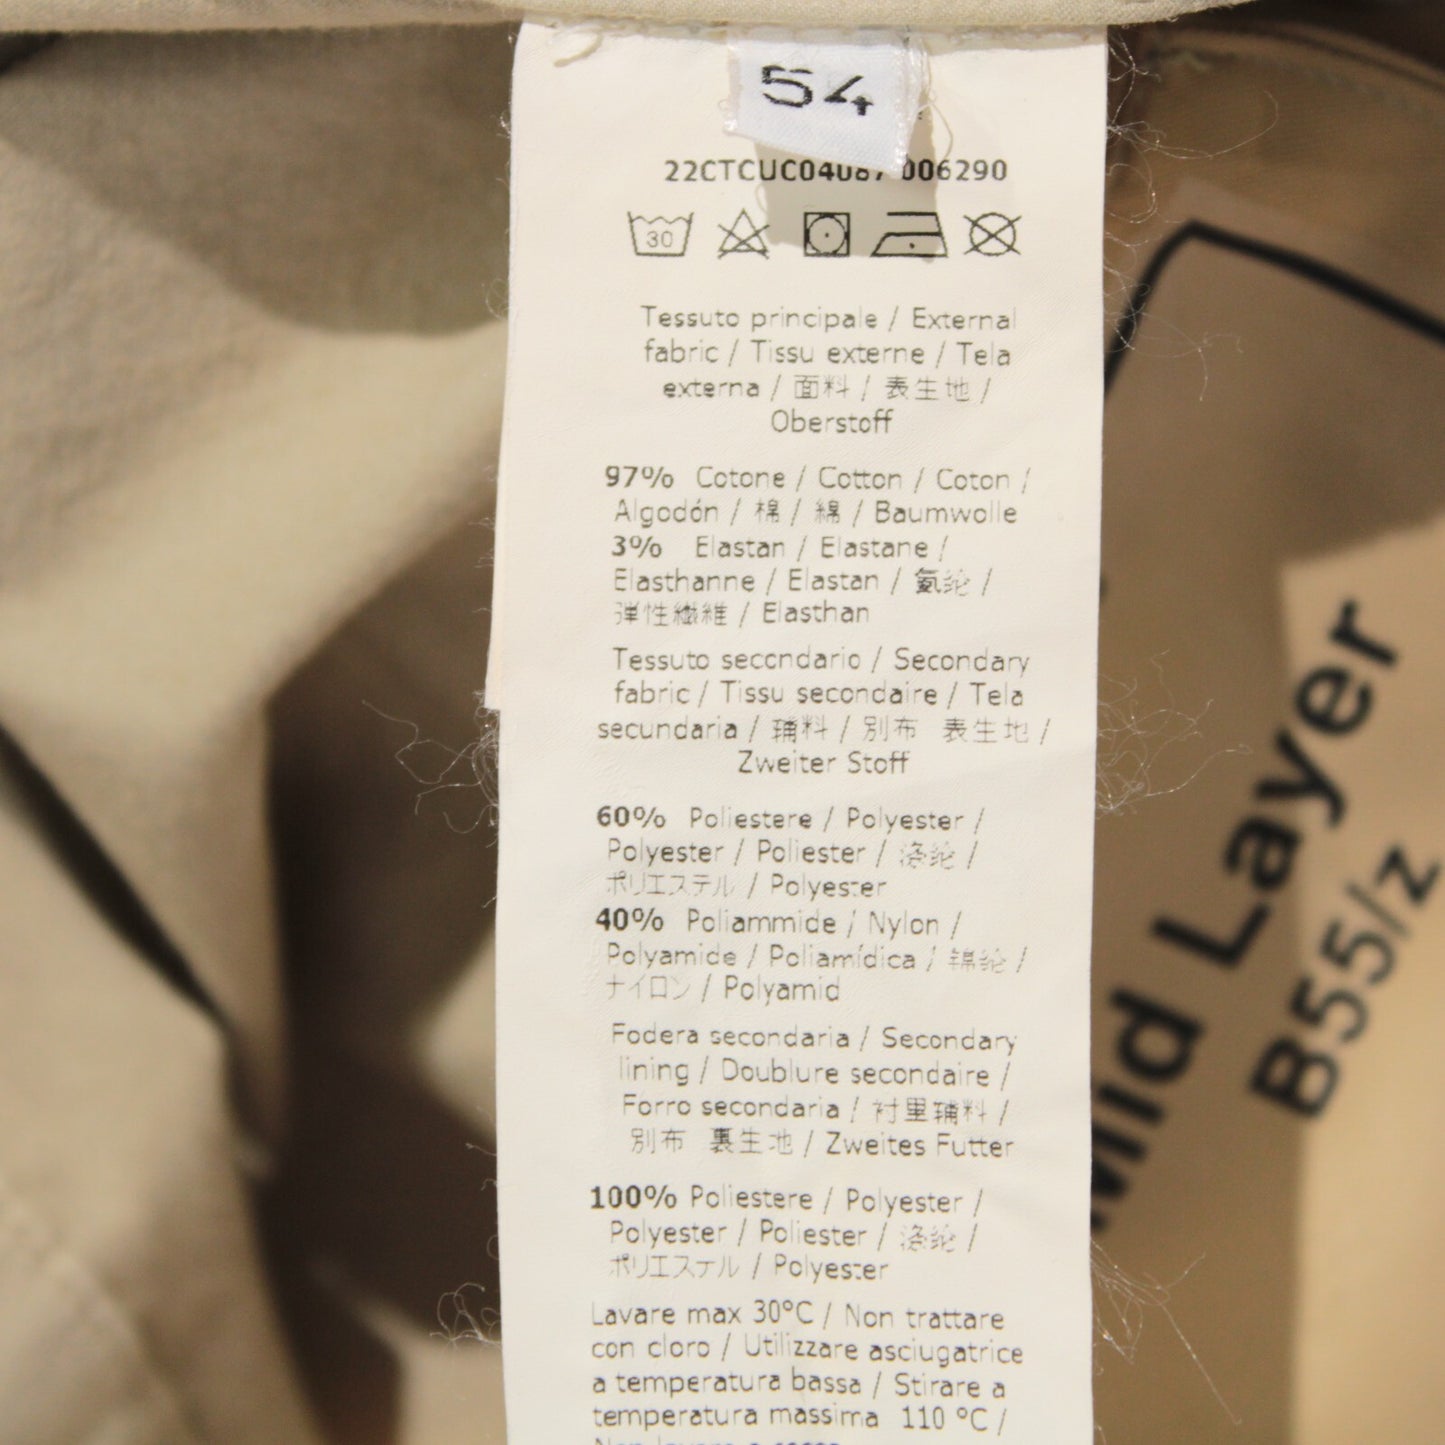 54
22CTCUC04087 006290
30
Tessuto principale / External
fabric / Tissu externe / Tela
externa / 面料 / 表生地 /
Oberstoff
97% Cotone / Cotton / Coton /
Algodón / 棉 / 綿 / Baumwolle
3% Elastan / Elastane /
Elasthanne / Elastan / 氨纶 /
弾性繊維 / Elasthan
Tessuto secondario / Secondary
fabric / Tissu secondaire / Tela
secundaria / 辅料 / 別布 表生地 /
Zweiter Stoff
60% Poliestere / Polyester /
Polyester / Poliester / 涤纶 /
ポリエステル / Polyester
40% Poliammide / Nylon /
Polyamide / Poliamídica / 锦纶 /
ナイロン / Polyamid
Fodera secondaria / Secondary
lining / Doublure secondaire /
Forro secondaria / 衬里辅料 /
別布 裏生地 / Zweites Futter
100% Poliestere / Polyester /
Polyester / Poliester / 涤纶 /
ポリエステル / Polyester
Lavare max 30°C / Non trattare
con cloro / Utilizzare asciugatrice
a temperatura bassa / Stirare a
temperatura massima 110 °C /
Non lavare a secco
Mid Layer
B55/z